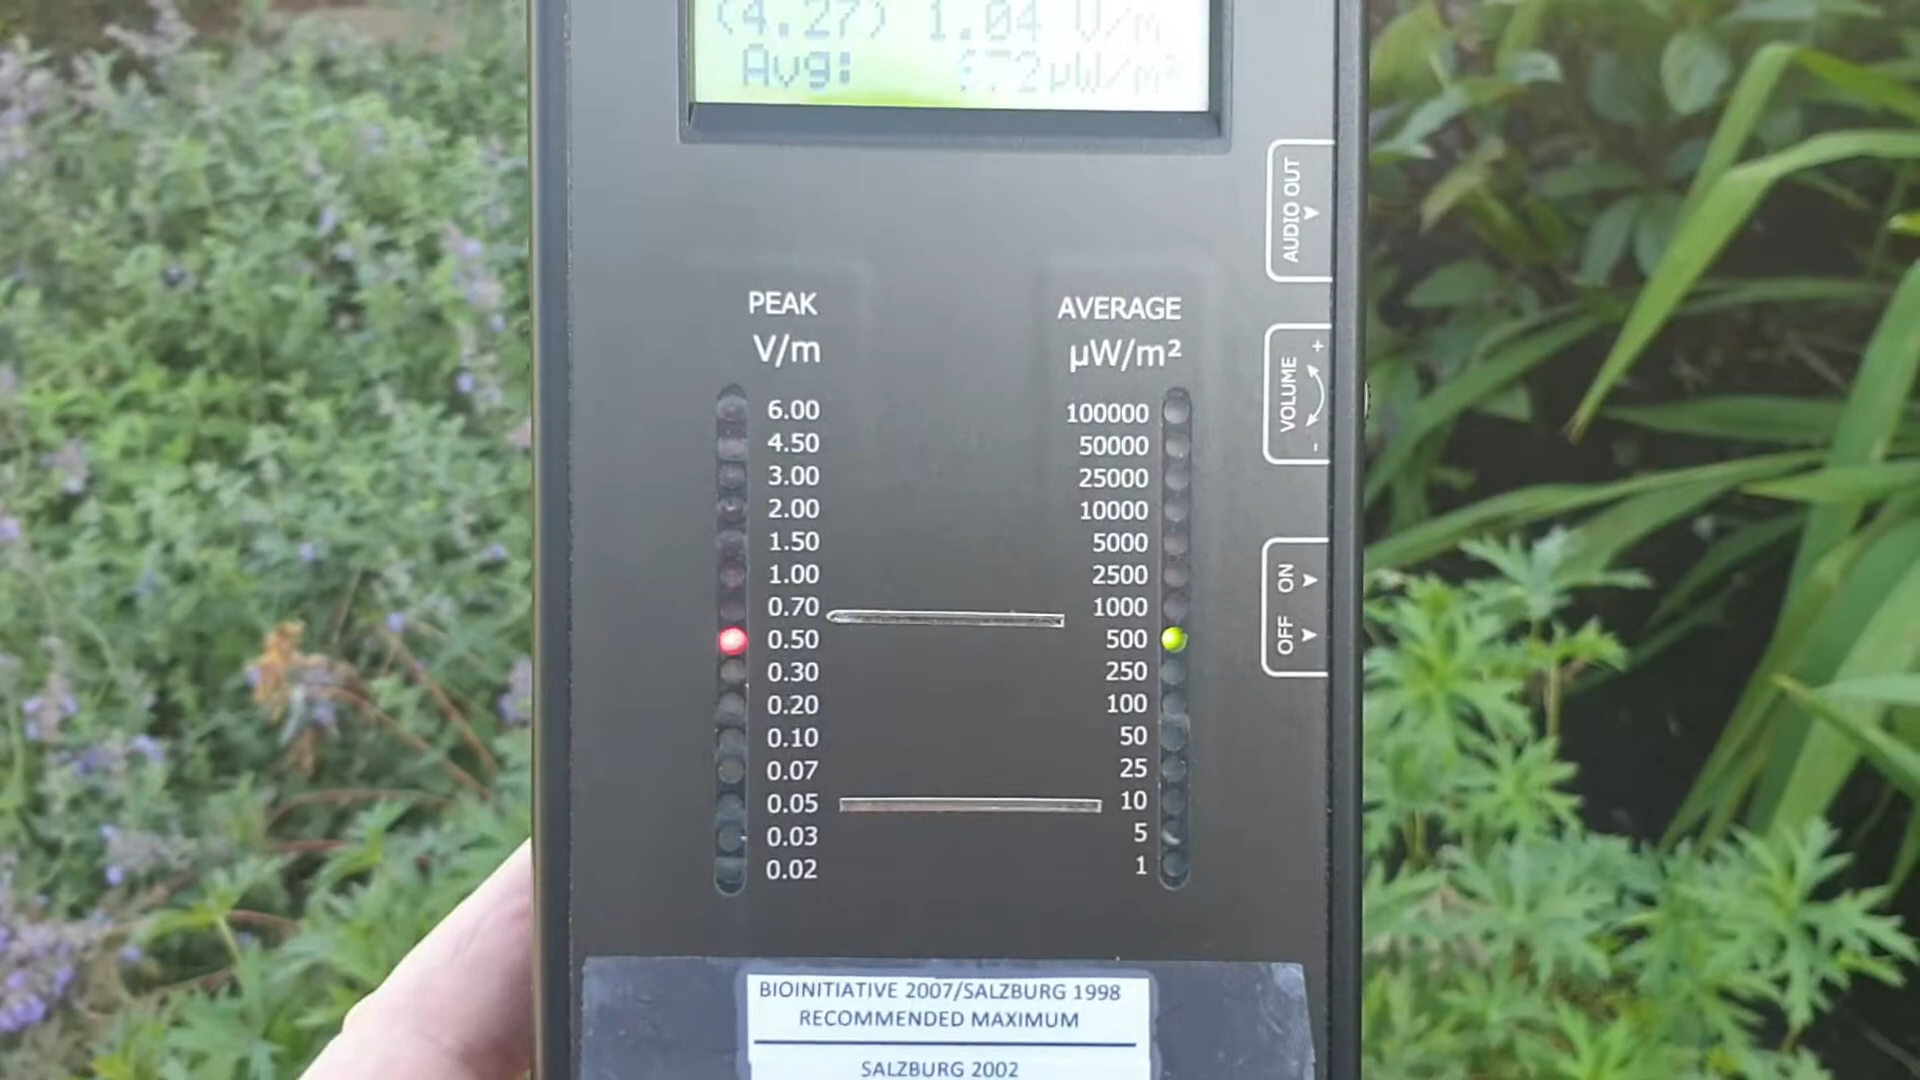 (4.27) 1.04 V/m
Avg: 672µW/m²
AUDIO OUT
PEAK
V/m
AVERAGE
µW/m²
VOLUME
- +
6.00
4.50
3.00
2.00
1.50
1.00
0.70
0.50
0.30
0.20
0.10
0.07
0.05
0.03
0.02
100000
50000
25000
10000
5000
2500
1000
500
250
100
50
25
10
5
1
OFF ON
BIOINITIATIVE 2007/SALZBURG 1998
RECOMMENDED MAXIMUM
SALZBURG 2002